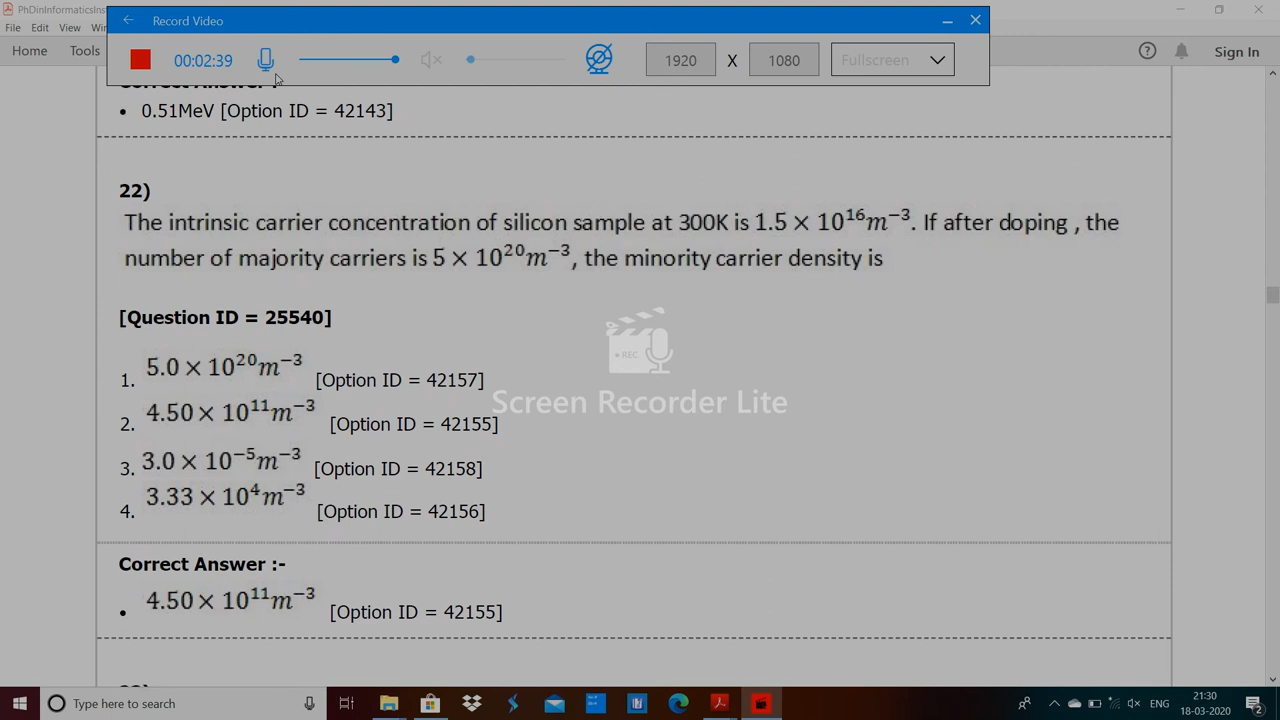 PhDinInformaticsIns
Record Video
File Edit View Wi
00:02:39 1920 X 1080 Fullscreen
Home Tools Sign In
Correct Answer :-
• 0.51MeV [Option ID = 42143]
22)
The intrinsic carrier concentration of silicon sample at 300K is 1.5 × 10¹⁶m⁻³. If after doping , the
number of majority carriers is 5 × 10²⁰m⁻³, the minority carrier density is
[Question ID = 25540]
1. 5.0 × 10²⁰m⁻³ [Option ID = 42157]
2. 4.50 × 10¹¹m⁻³ [Option ID = 42155]
3. 3.0 × 10⁻⁵m⁻³ [Option ID = 42158]
4. 3.33 × 10⁴m⁻³ [Option ID = 42156]
REC
Screen Recorder Lite
Correct Answer :-
• 4.50 × 10¹¹m⁻³ [Option ID = 42155]
Type here to search
ENG
21:30
18-03-2020
2